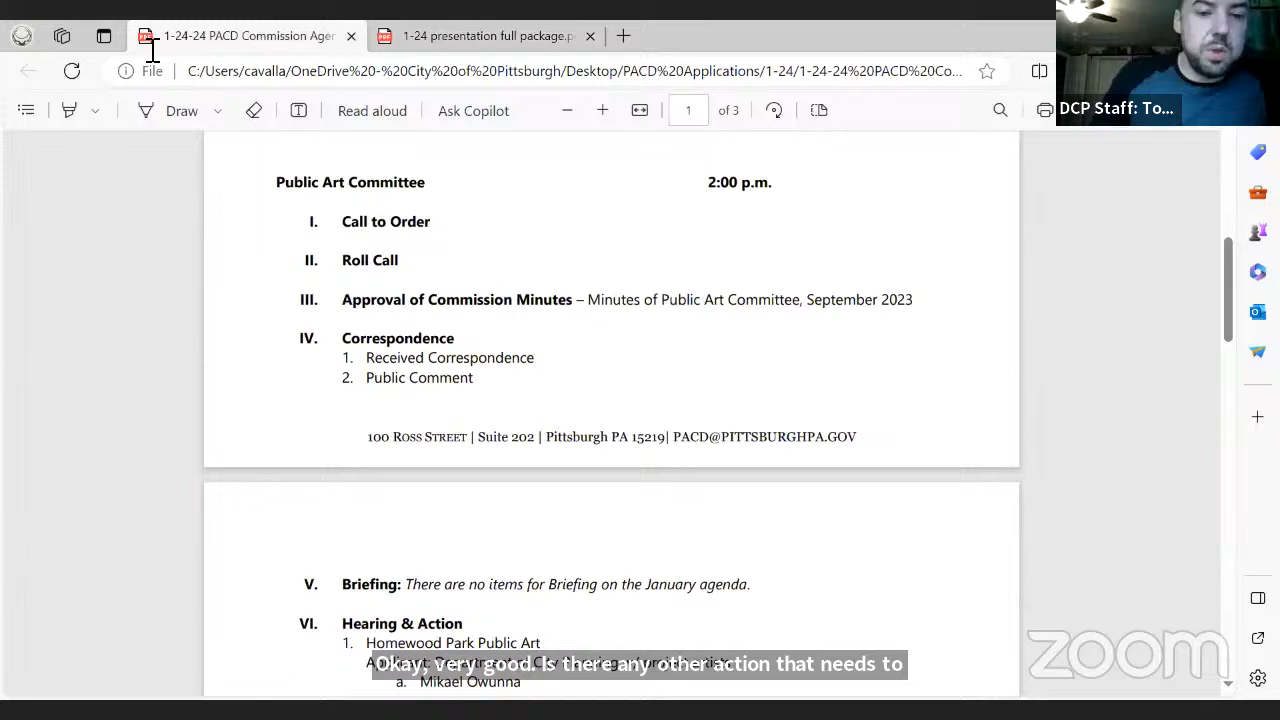 1-24-24 PACD Commission Ager
1-24 presentation full package.p
File
C:/Users/cavalla/OneDrive%20-%20City%20of%20Pittsburgh/Desktop/PACD%20Applications/1-24/1-24-24%20PACD%20Co...
Draw
Read aloud
Ask Copilot
1 of 3
DCP Staff: To...
Public Art Committee 2:00 p.m.
I. Call to Order
II. Roll Call
III. Approval of Commission Minutes – Minutes of Public Art Committee, September 2023
IV. Correspondence
1. Received Correspondence
2. Public Comment
100 ROSS STREET | Suite 202 | Pittsburgh PA 15219| PACD@PITTSBURGHPA.GOV
V. Briefing: There are no items for Briefing on the January agenda.
VI. Hearing & Action
1. Homewood Park Public Art
Okay, very good. Is there any other action that needs to
a. Mikael Owunna
zoom